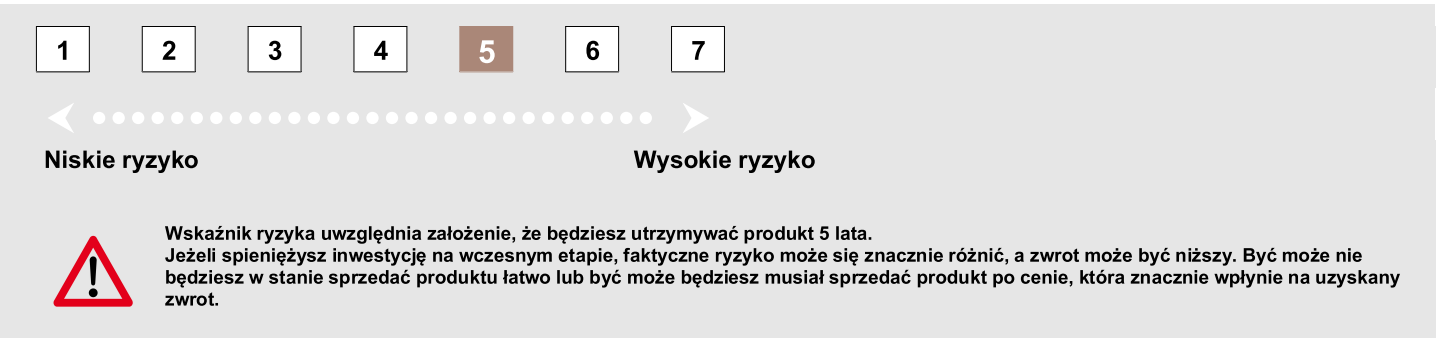 1 2 3 4 5 6 7
Niskie ryzyko Wysokie ryzyko
Wskaźnik ryzyka uwzględnia założenie, że będziesz utrzymywać produkt 5 lata.
Jeżeli spieniężysz inwestycję na wczesnym etapie, faktyczne ryzyko może się znacznie różnić, a zwrot może być niższy. Być może nie
będziesz w stanie sprzedać produktu łatwo lub być może będziesz musiał sprzedać produkt po cenie, która znacznie wpłynie na uzyskany
zwrot.